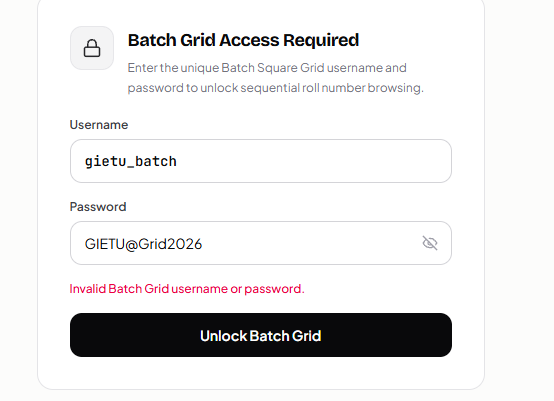 Batch Grid Access Required
Enter the unique Batch Square Grid username and
password to unlock sequential roll number browsing.
Username
gietu_batch
Password
GIETU@Grid2026
Invalid Batch Grid username or password.
Unlock Batch Grid